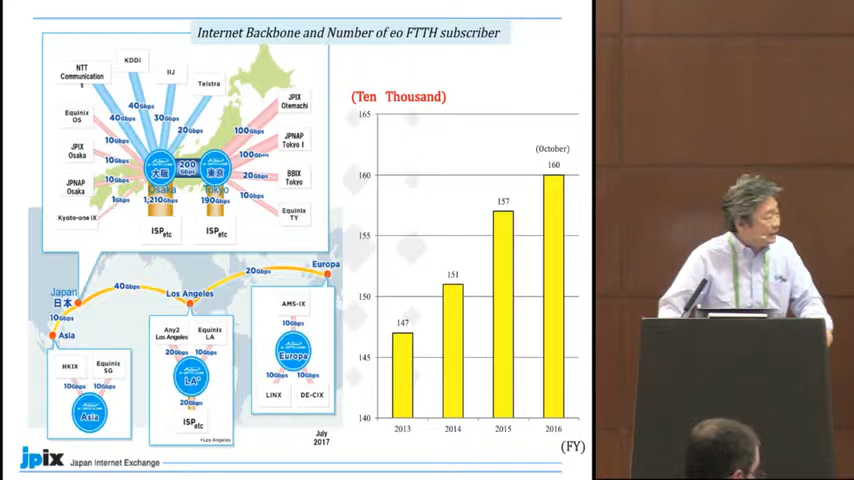 Internet Backbone and Number of eo FTTH subscriber
NTT
Communication
s
KDDI
IIJ
Telstra
Equinix
OS
JPIX
Osaka
JPNAP
Osaka
Kyoto-one IX
40Gbps
40Gbps
30Gbps
20Gbps
10Gbps
10Gbps
10Gbps
1Gbps
大阪
Osaka
200
Gbps
東京
Tokyo
100Gbps
100Gbps
20Gbps
10Gbps
JPIX
Otemachi
JPNAP
Tokyo I
BBIX
Tokyo
Equinix
TY
1,210Gbps
190Gbps
ISPetc
ISPetc
Japan
日本
40Gbps
Los Angeles
20Gbps
Europa
10Gbps
Asia
HKIX
Equinix
SG
10Gbps
10Gbps
Asia
Any2
Los Angeles
Equinix
LA
20Gbps
10Gbps
LA*
20Gbps
ISPetc
*Los Angeles
AMS-IX
10Gbps
Europa
10Gbps
10Gbps
LINX
DE-CIX
July
2017
(Ten Thousand)
165
160
155
150
145
140
147
151
157
(October)
160
2013
2014
2015
2016
(FY)
jpix
Japan Internet Exchange